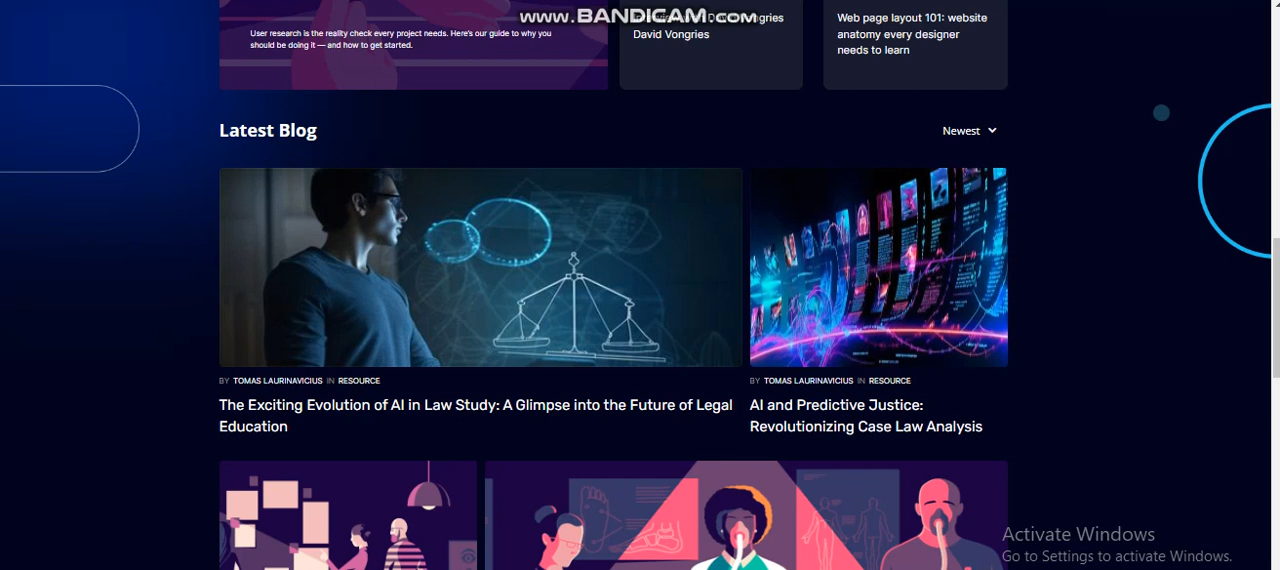 www.BANDICAM.com
User research is the reality check every project needs. Here's our guide to why you
should be doing it — and how to get started.
Vongries
David Vongries
Web page layout 101: website
anatomy every designer
needs to learn
Latest Blog
Newest
BY TOMAS LAURINAVICIUS IN RESOURCE
The Exciting Evolution of AI in Law Study: A Glimpse into the Future of Legal
Education
BY TOMAS LAURINAVICIUS IN RESOURCE
AI and Predictive Justice:
Revolutionizing Case Law Analysis
Activate Windows
Go to Settings to activate Windows.